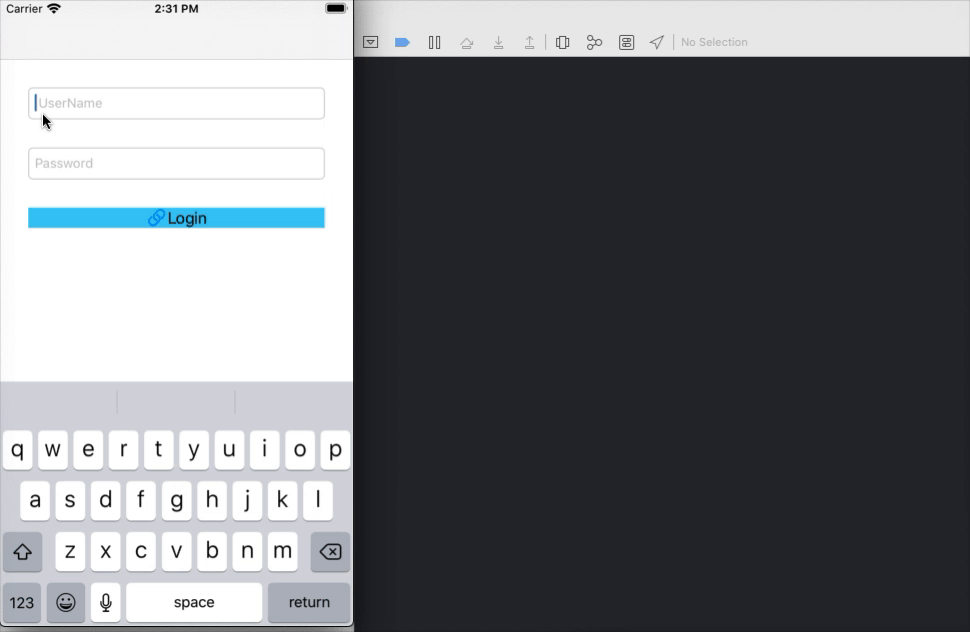 Carrier 2:31 PM
No Selection
UserName
Password
Login
q w e r t y u i o p
a s d f g h j k l
z x c v b n m
123 space return